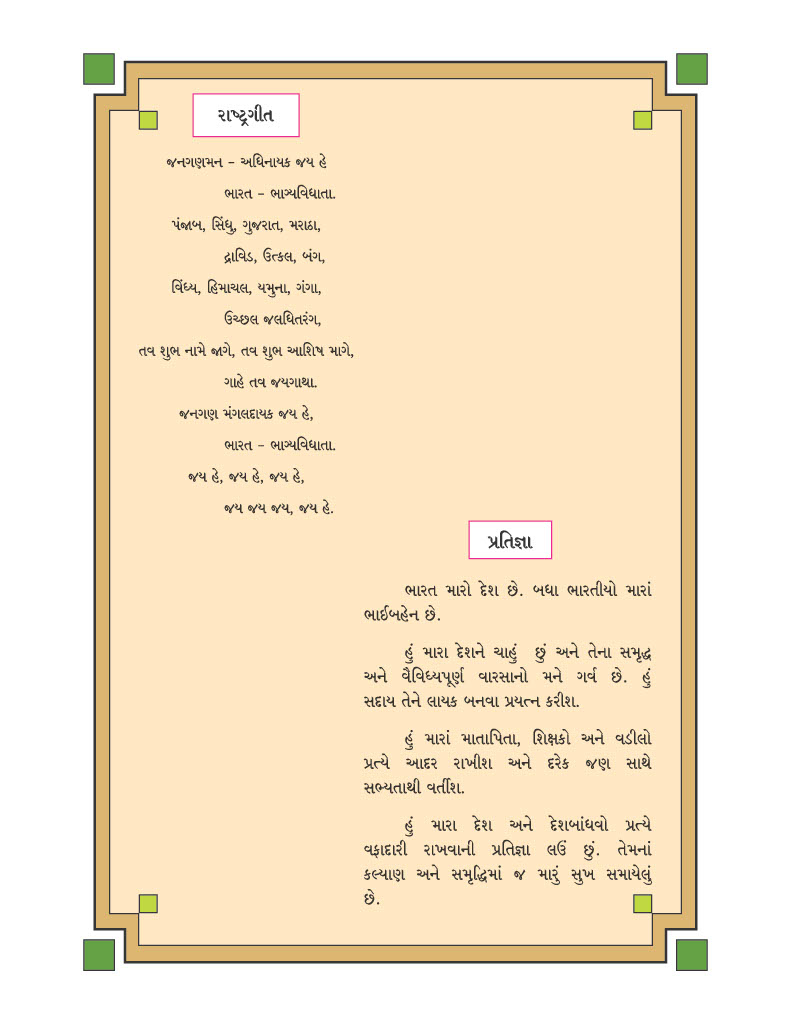 રાષ્ટ્રગીત
જનગણમન – અધિનાયક જય હે
ભારત – ભાગ્યવિધાતા.
પંજાબ, સિંધુ, ગુજરાત, મરાઠા,
દ્રાવિડ, ઉત્કલ, બંગ,
વિંધ્ય, હિમાચલ, યમુના, ગંગા,
ઉચ્છલ જલધિતરંગ,
તવ શુભ નામે જાગે, તવ શુભ આશિષ માગે,
ગાહે તવ જયગાથા.
જનગણ મંગલદાયક જય હે,
ભારત – ભાગ્યવિધાતા.
જય હે, જય હે, જય હે,
જય જય જય, જય હે.
પ્રતિજ્ઞા
ભારત મારો દેશ છે. બધા ભારતીયો મારાં
ભાઈબહેન છે.
હું મારા દેશને ચાહું છું અને તેના સમૃદ્ધ
અને વૈવિધ્યપૂર્ણ વારસાનો મને ગર્વ છે. હું
સદાય તેને લાયક બનવા પ્રયત્ન કરીશ.
હું મારાં માતાપિતા, શિક્ષકો અને વડીલો
પ્રત્યે આદર રાખીશ અને દરેક જણ સાથે
સભ્યતાથી વર્તીશ.
હું મારા દેશ અને દેશબાંધવો પ્રત્યે
વફાદારી રાખવાની પ્રતિજ્ઞા લઉં છું. તેમનાં
કલ્યાણ અને સમૃદ્ધિમાં જ મારું સુખ સમાયેલું
છે.